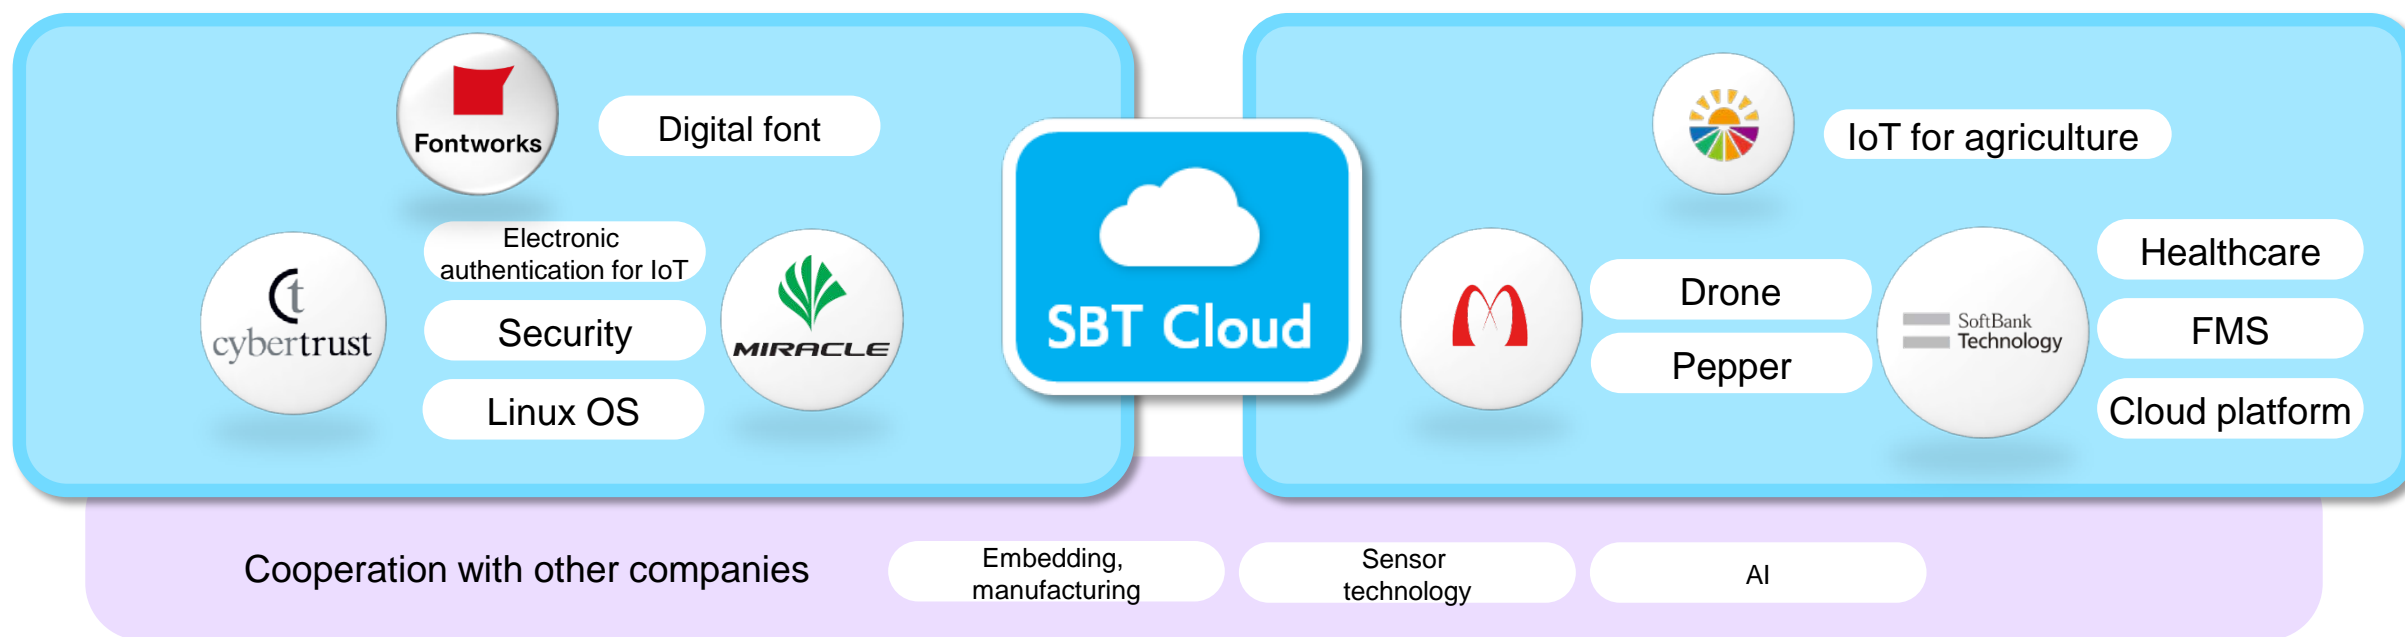 Fontworks
Digital font
cybertrust
Electronic
authentication for IoT
Security
Linux OS
MIRACLE
SBT Cloud
IoT for agriculture
Drone
Pepper
SoftBank
Technology
Healthcare
FMS
Cloud platform
Cooperation with other companies
Embedding,
manufacturing
Sensor
technology
AI